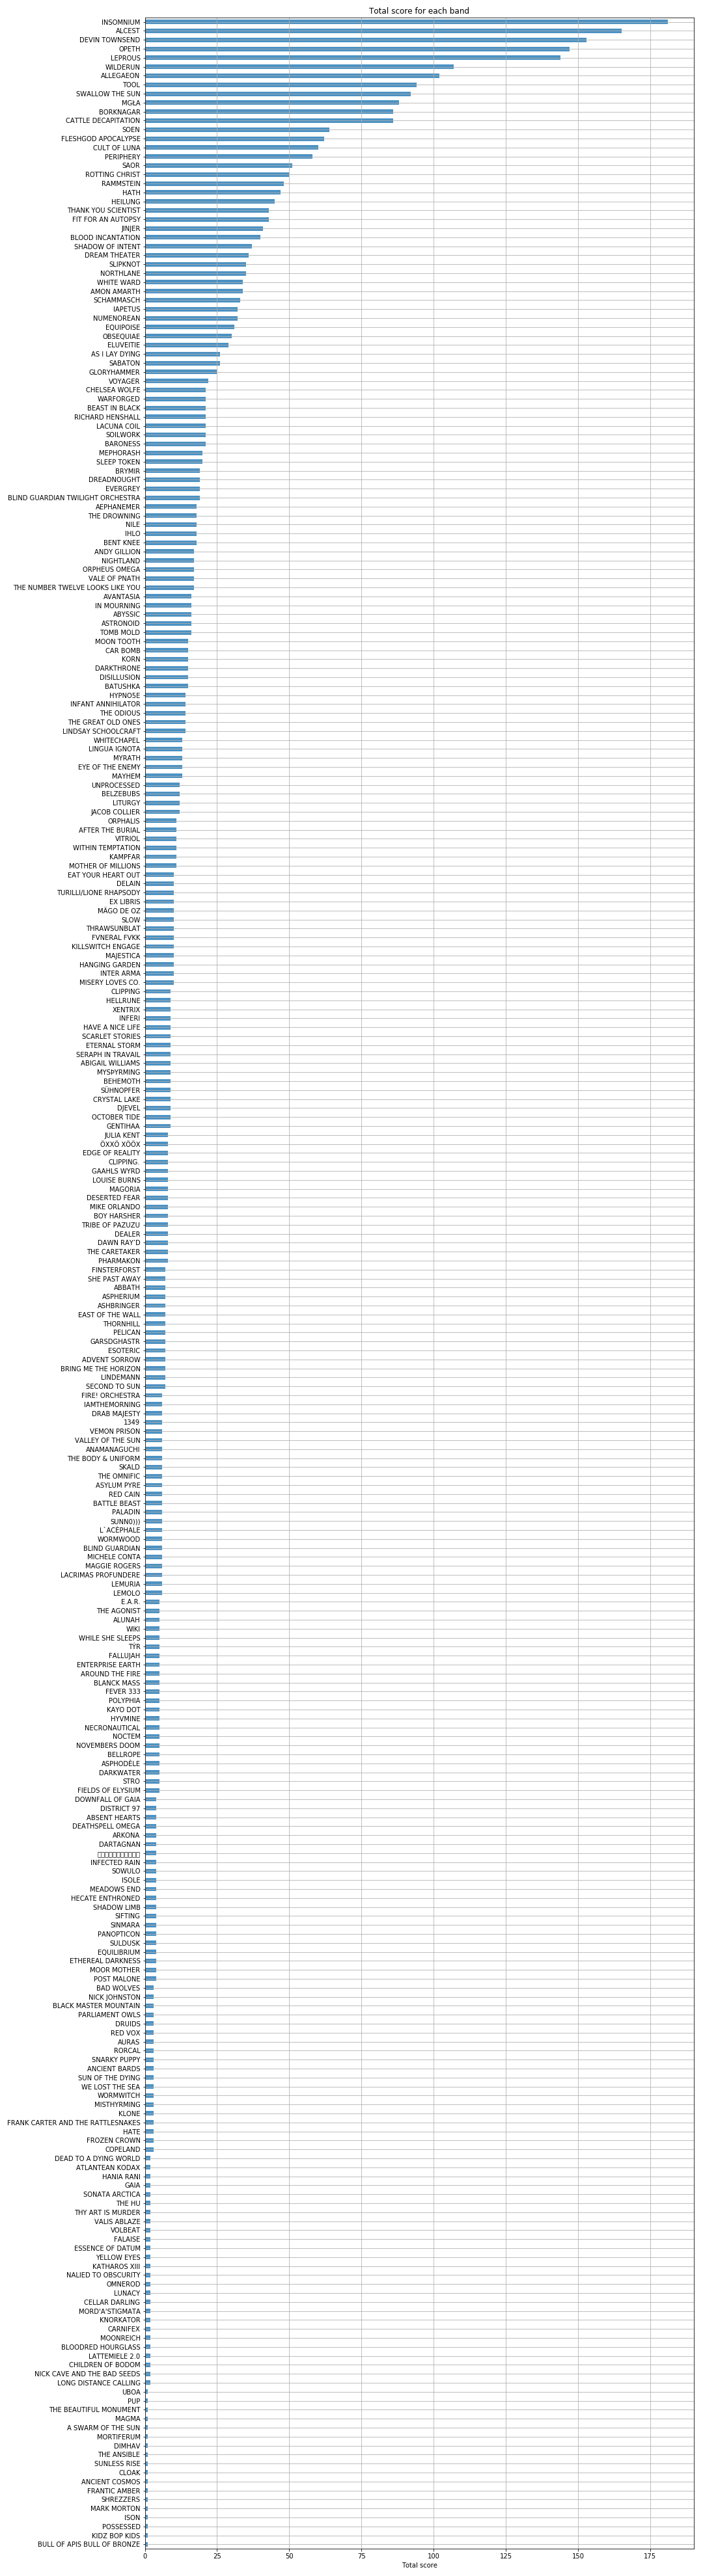 Total score for each band
INSOMNIUM
ALCEST
DEVIN TOWNSEND
OPETH
LEPROUS
WILDERUN
ALLEGAEON
TOOL
SWALLOW THE SUN
MGŁA
BORKNAGAR
CATTLE DECAPITATION
SOEN
FLESHGOD APOCALYPSE
CULT OF LUNA
PERIPHERY
SAOR
ROTTING CHRIST
RAMMSTEIN
HATH
HEILUNG
THANK YOU SCIENTIST
FIT FOR AN AUTOPSY
JINJER
BLOOD INCANTATION
SHADOW OF INTENT
DREAM THEATER
SLIPKNOT
NORTHLANE
WHITE WARD
AMON AMARTH
SCHAMMASCH
IAPETUS
NUMENOREAN
EQUIPOISE
OBSEQUIAE
ELUVEITIE
AS I LAY DYING
SABATON
GLORYHAMMER
VOYAGER
CHELSEA WOLFE
WARFORGED
BEAST IN BLACK
RICHARD HENSHALL
LACUNA COIL
SOILWORK
BARONESS
MEPHORASH
SLEEP TOKEN
BRYMIR
DREADNOUGHT
EVERGREY
BLIND GUARDIAN TWILIGHT ORCHESTRA
AEPHANEMER
THE DROWNING
NILE
IHLO
BENT KNEE
ANDY GILLION
NIGHTLAND
ORPHEUS OMEGA
VALE OF PNATH
THE NUMBER TWELVE LOOKS LIKE YOU
AVANTASIA
IN MOURNING
ABYSSIC
ASTRONOID
TOMB MOLD
MOON TOOTH
CAR BOMB
KORN
DARKTHRONE
DISILLUSION
BATUSHKA
HYPNO5E
INFANT ANNIHILATOR
THE ODIOUS
THE GREAT OLD ONES
LINDSAY SCHOOLCRAFT
WHITECHAPEL
LINGUA IGNOTA
MYRATH
EYE OF THE ENEMY
MAYHEM
UNPROCESSED
BELZEBUBS
LITURGY
JACOB COLLIER
ORPHALIS
AFTER THE BURIAL
VITRIOL
WITHIN TEMPTATION
KAMPFAR
MOTHER OF MILLIONS
EAT YOUR HEART OUT
DELAIN
TURILLI/LIONE RHAPSODY
EX LIBRIS
MÄGO DE OZ
SLOW
THRAWSUNBLAT
FVNERAL FVKK
KILLSWITCH ENGAGE
MAJESTICA
HANGING GARDEN
INTER ARMA
MISERY LOVES CO.
CLIPPING
HELLRUNE
XENTRIX
INFERI
HAVE A NICE LIFE
SCARLET STORIES
ETERNAL STORM
SERAPH IN TRAVAIL
ABIGAIL WILLIAMS
MYSÞYRMING
BEHEMOTH
SÜHNOPFER
CRYSTAL LAKE
DJEVEL
OCTOBER TIDE
GENTIHAA
JULIA KENT
ÖXXÖ XÖÖX
EDGE OF REALITY
CLIPPING.
GAAHLS WYRD
LOUISE BURNS
MAGORIA
DESERTED FEAR
MIKE ORLANDO
BOY HARSHER
TRIBE OF PAZUZU
DEALER
DAWN RAY'D
THE CARETAKER
PHARMAKON
FINSTERFORST
SHE PAST AWAY
ABBATH
ASPHERIUM
ASHBRINGER
EAST OF THE WALL
THORNHILL
PELICAN
GARSDGHASTR
ESOTERIC
ADVENT SORROW
BRING ME THE HORIZON
LINDEMANN
SECOND TO SUN
FIRE! ORCHESTRA
IAMTHEMORNING
DRAB MAJESTY
1349
VEMON PRISON
VALLEY OF THE SUN
ANAMANAGUCHI
THE BODY & UNIFORM
SKALD
THE OMNIFIC
ASYLUM PYRE
RED CAIN
BATTLE BEAST
PALADIN
SUNN0)))
L`ACÉPHALE
WORMWOOD
BLIND GUARDIAN
MICHELE CONTA
MAGGIE ROGERS
LACRIMAS PROFUNDERE
LEMURIA
LEMOLO
E.A.R.
THE AGONIST
ALUNAH
WIKI
WHILE SHE SLEEPS
TÝR
FALLUJAH
ENTERPRISE EARTH
AROUND THE FIRE
BLANCK MASS
FEVER 333
POLYPHIA
KAYO DOT
HYVMINE
NECRONAUTICAL
NOCTEM
NOVEMBERS DOOM
BELLROPE
ASPHODÈLE
DARKWATER
STRO
FIELDS OF ELYSIUM
DOWNFALL OF GAIA
DISTRICT 97
ABSENT HEARTS
DEATHSPELL OMEGA
ARKONA
DARTAGNAN
INFECTED RAIN
SOWULO
ISOLE
MEADOWS END
HECATE ENTHRONED
SHADOW LIMB
SIFTING
SINMARA
PANOPTICON
SULDUSK
EQUILIBRIUM
ETHEREAL DARKNESS
MOOR MOTHER
POST MALONE
BAD WOLVES
NICK JOHNSTON
BLACK MASTER MOUNTAIN
PARLIAMENT OWLS
DRUIDS
RED VOX
AURAS
RORCAL
SNARKY PUPPY
ANCIENT BARDS
SUN OF THE DYING
WE LOST THE SEA
WORMWITCH
MISTHYRMING
KLONE
FRANK CARTER AND THE RATTLESNAKES
HATE
FROZEN CROWN
COPELAND
DEAD TO A DYING WORLD
ATLANTEAN KODAX
HANIA RANI
GAIA
SONATA ARCTICA
THE HU
THY ART IS MURDER
VALIS ABLAZE
VOLBEAT
FALAISE
ESSENCE OF DATUM
YELLOW EYES
KATHAROS XIII
NALIED TO OBSCURITY
OMNEROD
LUNACY
CELLAR DARLING
MORD'A'STIGMATA
KNORKATOR
CARNIFEX
MOONREICH
BLOODRED HOURGLASS
LATTEMIELE 2.0
CHILDREN OF BODOM
NICK CAVE AND THE BAD SEEDS
LONG DISTANCE CALLING
UBOA
PUP
THE BEAUTIFUL MONUMENT
MAGMA
A SWARM OF THE SUN
MORTIFERUM
DIMHAV
THE ANSIBLE
SUNLESS RISE
CLOAK
ANCIENT COSMOS
FRANTIC AMBER
SHREZZERS
MARK MORTON
ISON
POSSESSED
KIDZ BOP KIDS
BULL OF APIS BULL OF BRONZE
0 25 50 75 100 125 150 175
Total score